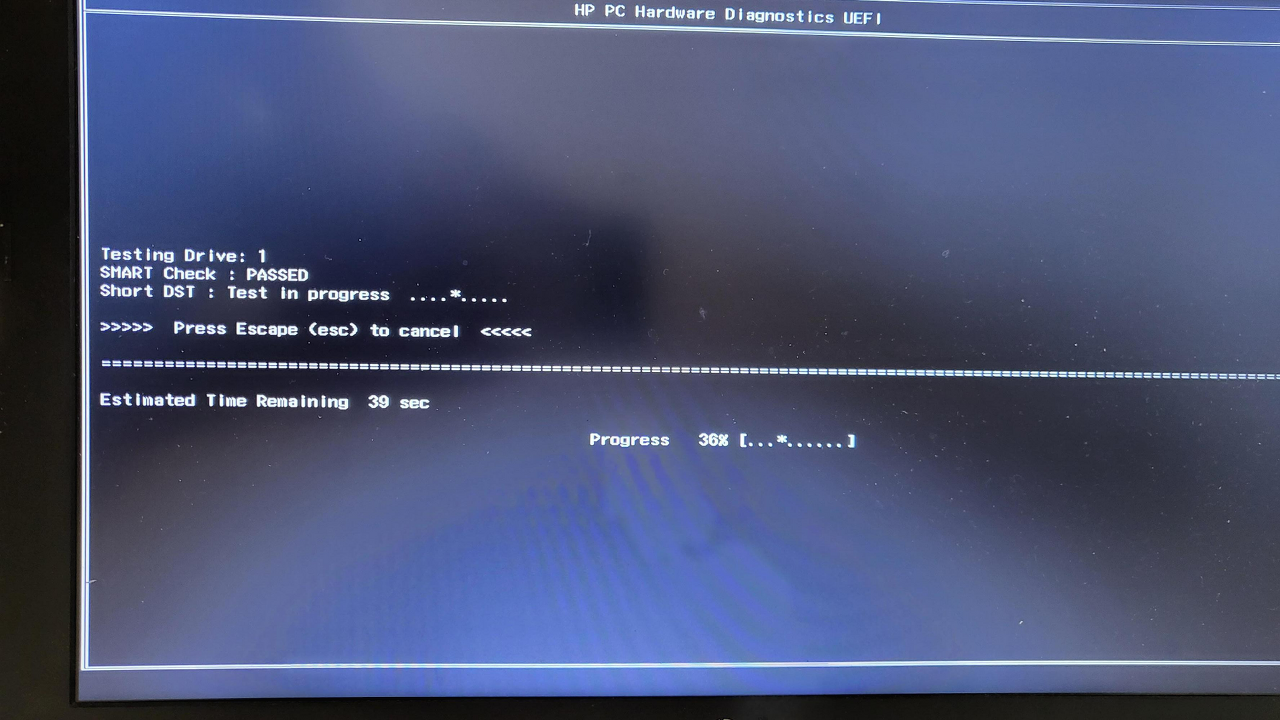 HP PC Hardware Diagnostics UEFI
Testing Drive: 1
SMART Check : PASSED
Short DST : Test in progress ....*.....
>>>>> Press Escape (esc) to cancel <<<<<
Estimated Time Remaining 39 sec
Progress 36% [...*......]